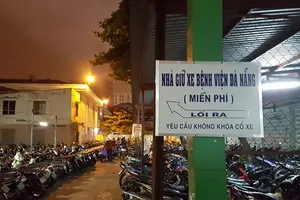 NHÀ GIỮ XE BỆNH VIỆN ĐÀ NẴNG
(MIỄN PHÍ)
LỐI RA
YÊU CẦU KHÔNG KHÓA CỔ XE